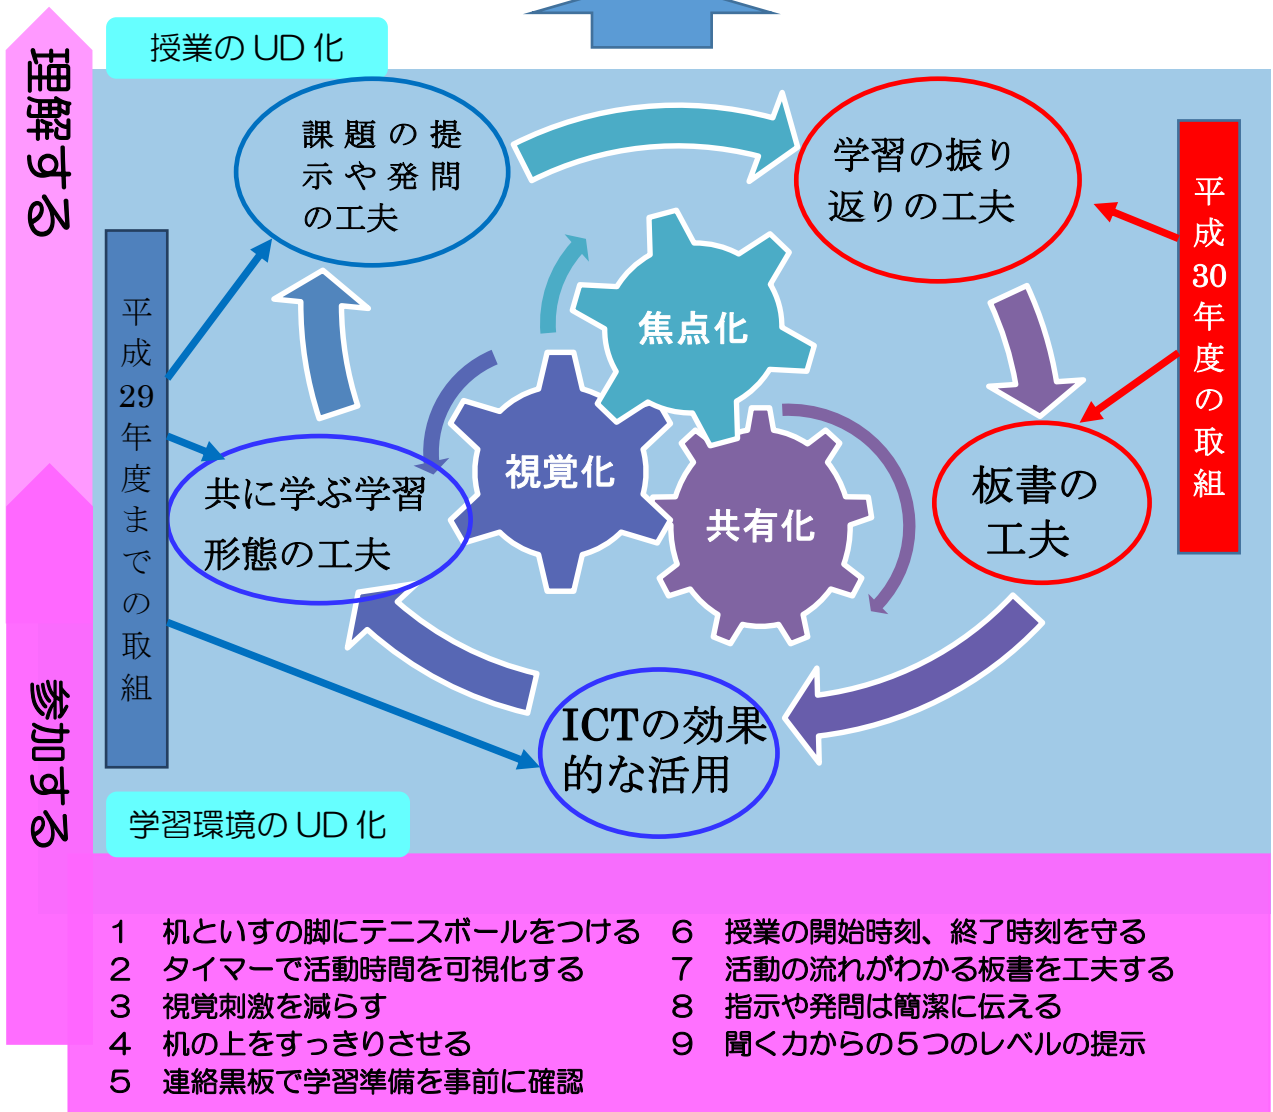 授業のUD化
理解する
参加する
課題の提
示や発問
の工夫
学習の振り
返りの工夫
平成30年度の取組
平成29年度までの取組
焦点化
視覚化
共有化
共に学ぶ学習
形態の工夫
板書の
工夫
ICTの効果
的な活用
学習環境のUD化
1 机といすの脚にテニスボールをつける
2 タイマーで活動時間を可視化する
3 視覚刺激を減らす
4 机の上をすっきりさせる
5 連絡黒板で学習準備を事前に確認
6 授業の開始時刻、終了時刻を守る
7 活動の流れがわかる板書を工夫する
8 指示や発問は簡潔に伝える
9 聞く力からの5つのレベルの提示